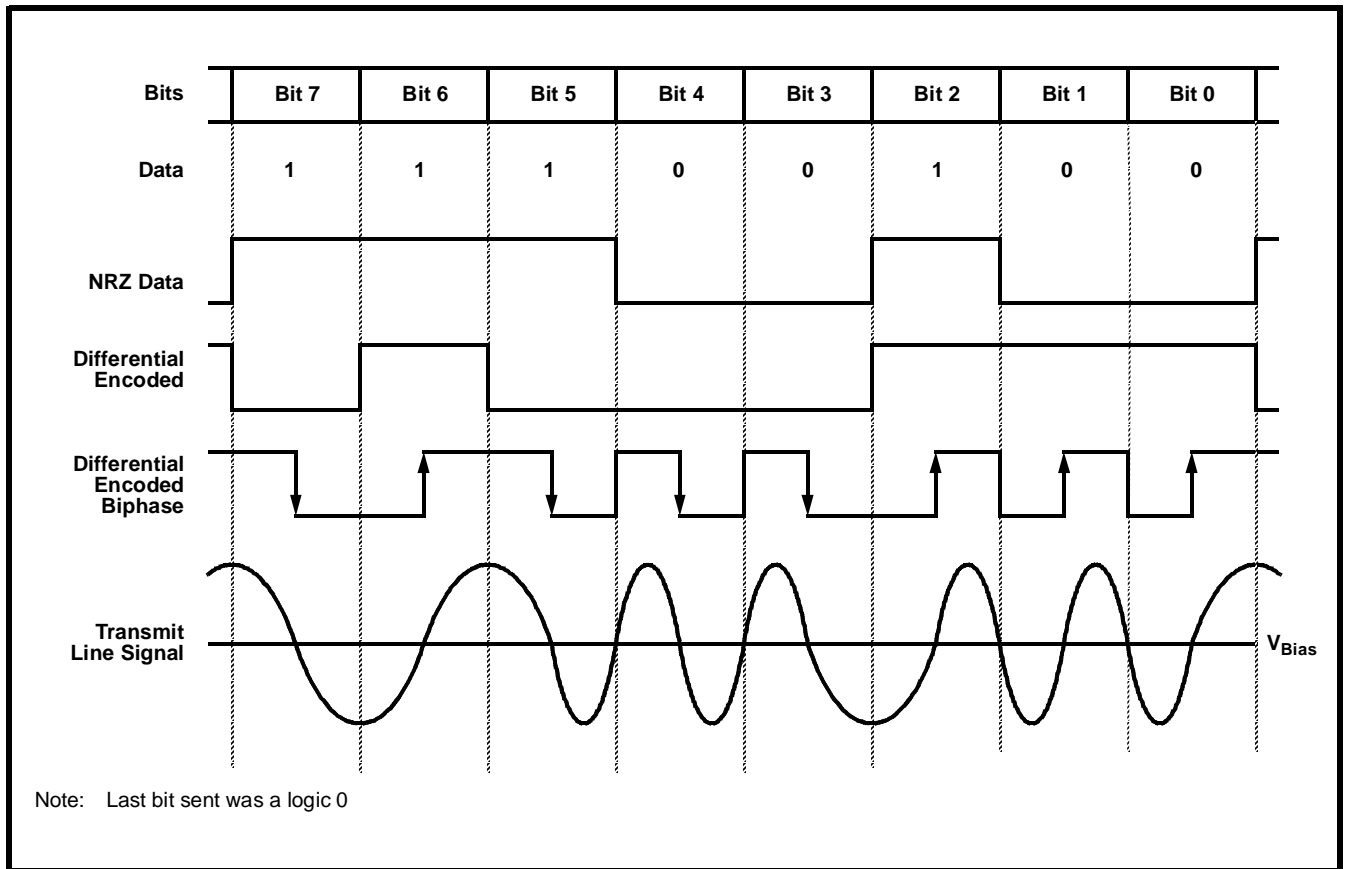 Bits Bit 7 Bit 6 Bit 5 Bit 4 Bit 3 Bit 2 Bit 1 Bit 0
Data 1 1 1 0 0 1 0 0
NRZ Data
Differential
Encoded
Differential
Encoded
Biphase
Transmit
Line Signal
VBias
Note: Last bit sent was a logic 0